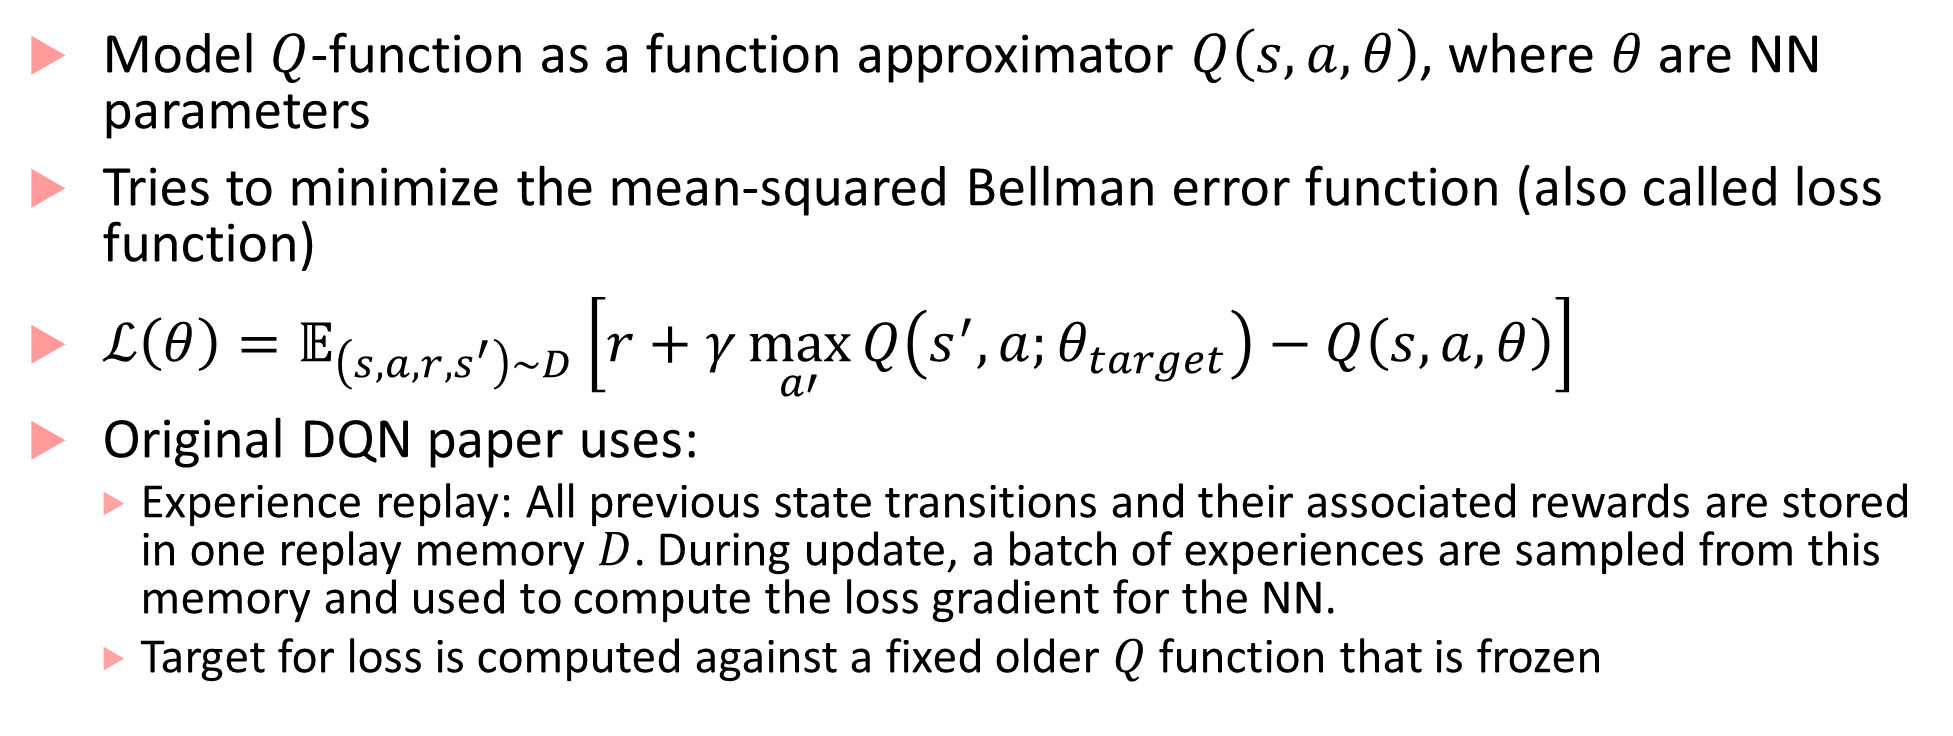 Model 𝑄-function as a function approximator 𝑄(𝑠, 𝑎, 𝜃), where 𝜃 are NN
parameters
Tries to minimize the mean-squared Bellman error function (also called loss
function)
ℒ(𝜃) = 𝔼_(𝑠,𝑎,𝑟,𝑠′)~𝐷 [𝑟 + 𝛾 max_𝑎′ 𝑄(𝑠′, 𝑎; 𝜃_𝑡𝑎𝑟𝑔𝑒𝑡) − 𝑄(𝑠, 𝑎, 𝜃)]
Original DQN paper uses:
Experience replay: All previous state transitions and their associated rewards are stored
in one replay memory 𝐷. During update, a batch of experiences are sampled from this
memory and used to compute the loss gradient for the NN.
Target for loss is computed against a fixed older 𝑄 function that is frozen